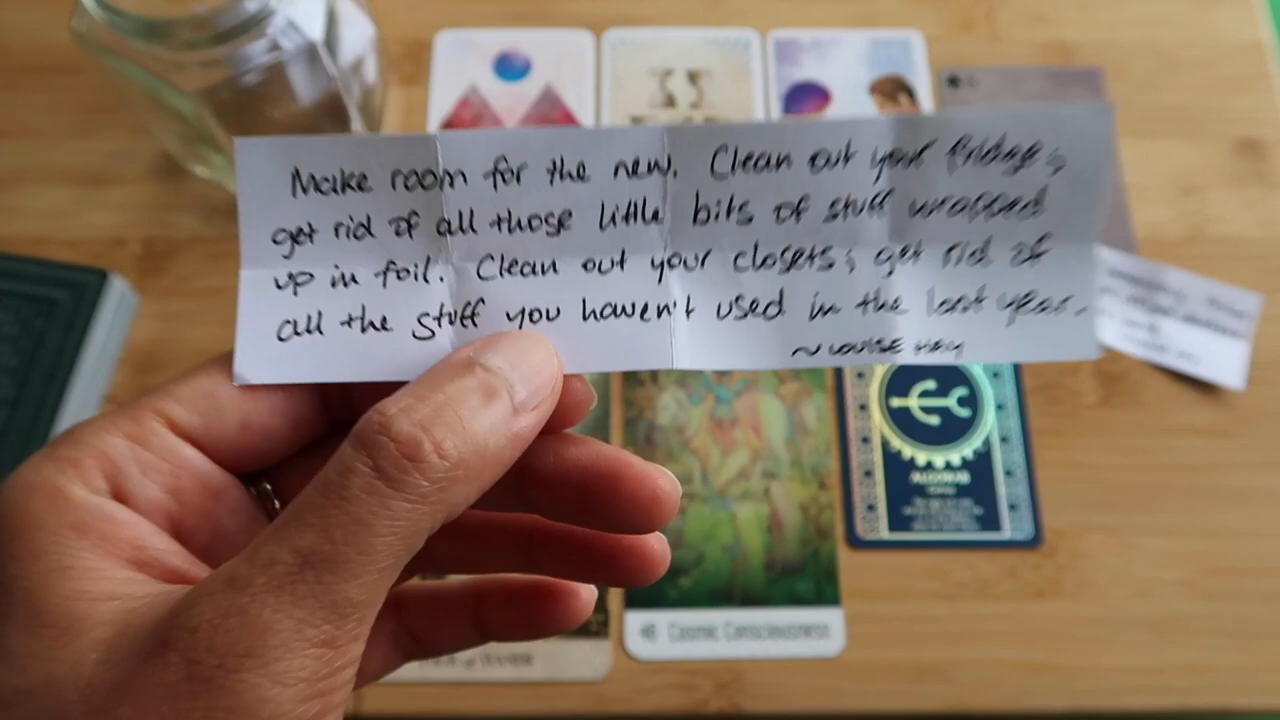 Make room for the new. Clean out your fridge;
get rid of all those little bits of stuff wrapped
up in foil. Clean out your closets; get rid of
all the stuff you haven't used in the last year.
~ LOUISE HAY
48 COSMIC CONSCIOUSNESS